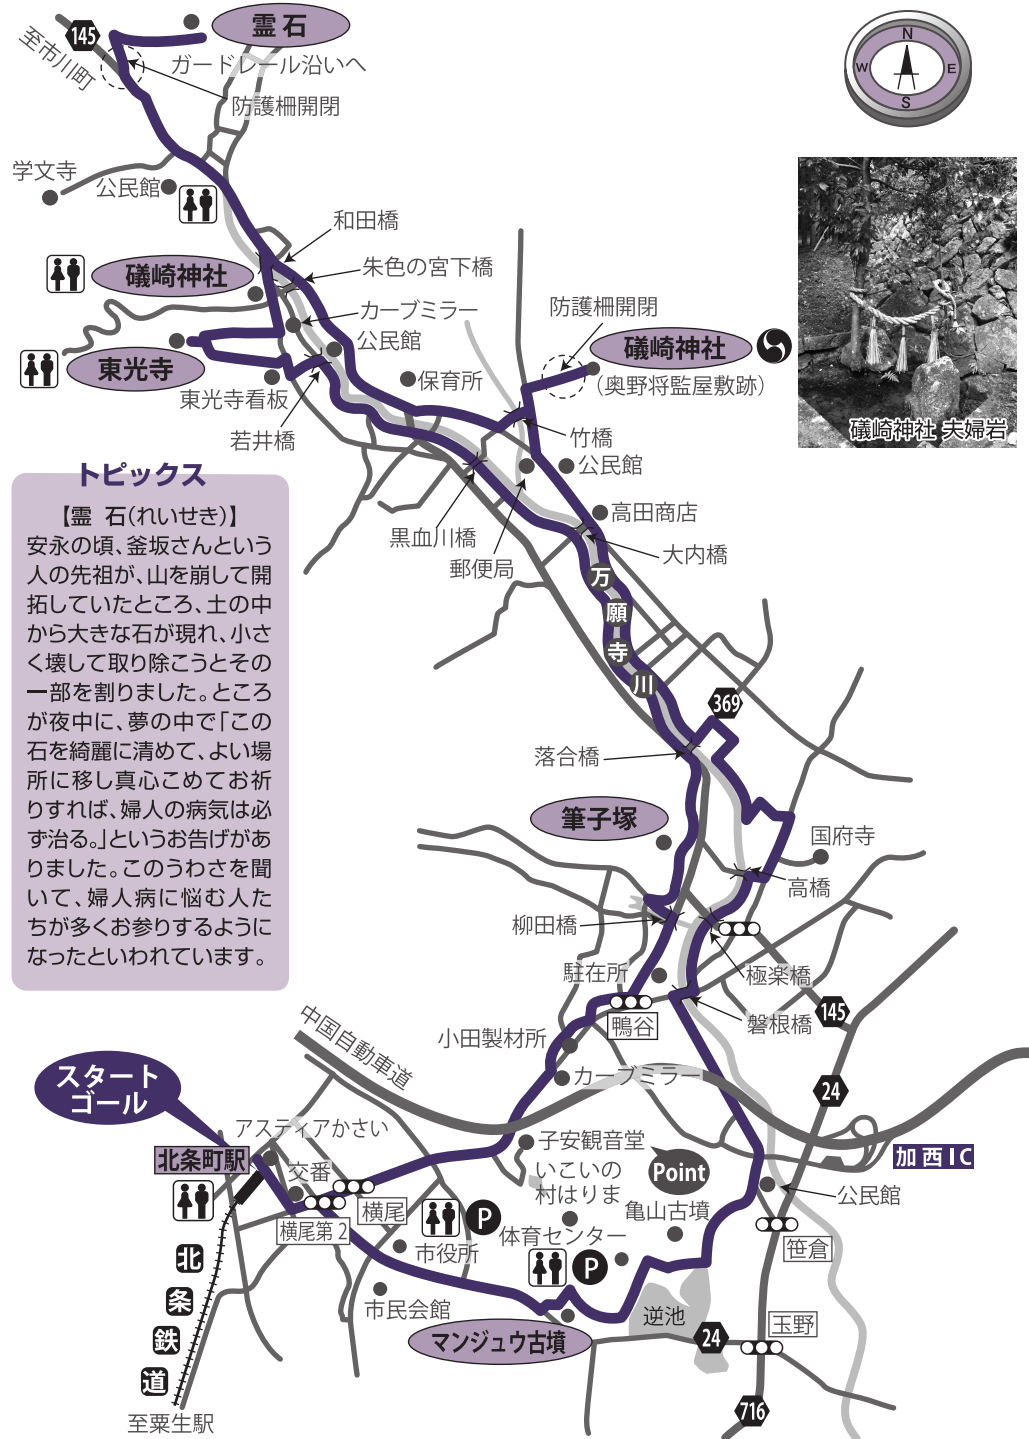 霊石
145
至市川町
ガードレール沿いへ
防護柵開閉
N
W
E
S
学文寺
公民館
和田橋
礒崎神社
朱色の宮下橋
カーブミラー
公民館
防護柵開閉
礒崎神社
(奥野将監屋敷跡)
東光寺
東光寺看板
保育所
若井橋
竹橋
公民館
礒崎神社 夫婦岩
高田商店
黒血川橋
郵便局
大内橋
万
願
寺
川
トピックス
【霊 石(れいせき)】
安永の頃、釜坂さんという
人の先祖が、山を崩して開
拓していたところ、土の中
から大きな石が現れ、小さ
く壊して取り除こうとその
一部を割りました。ところ
が夜中に、夢の中で「この
石を綺麗に清めて、よい場
所に移し真心こめてお祈
りすれば、婦人の病気は必
ず治る。」というお告げがあ
りました。このうわさを聞
いて、婦人病に悩む人た
ちが多くお参りするように
なったといわれています。
369
落合橋
筆子塚
国府寺
高橋
柳田橋
極楽橋
駐在所
145
鴨谷
磐根橋
小田製材所
カーブミラー
24
中国自動車道
スタート
ゴール
アスティアかさい
北条町駅
交番
子安観音堂
いこいの
村はりま
Point
加西IC
公民館
横尾
横尾第2
P
市役所
体育センター
亀山古墳
P
笹倉
北
条
鉄
道
市民会館
マンジュウ古墳
逆池
24
玉野
716
至粟生駅